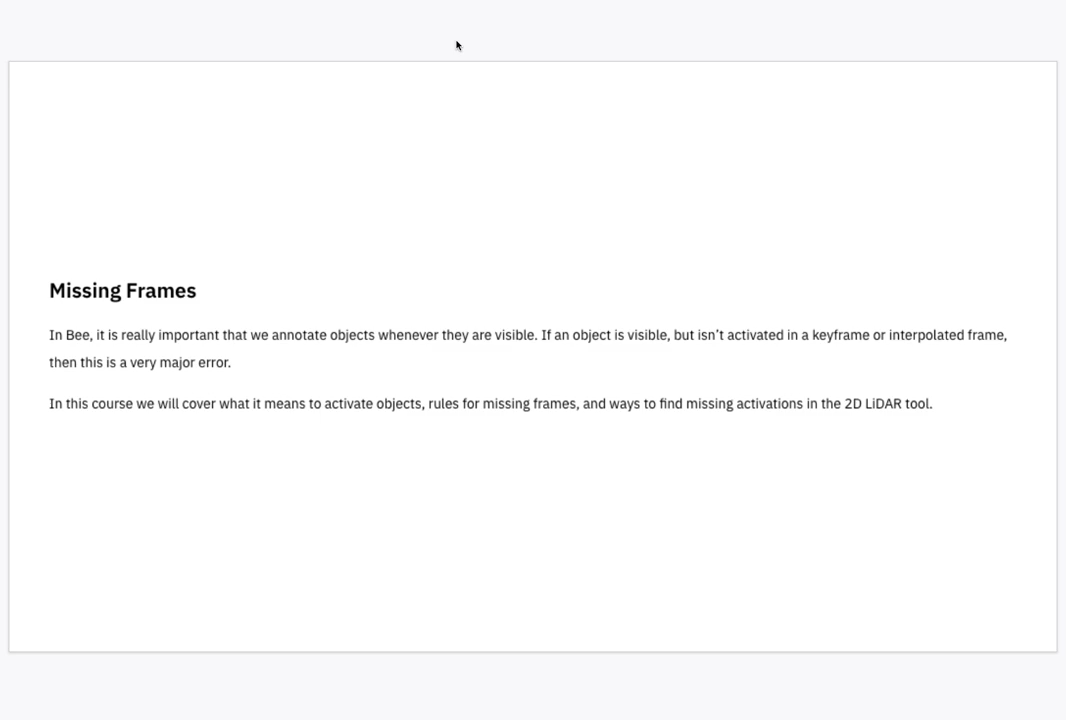 Missing Frames
In Bee, it is really important that we annotate objects whenever they are visible. If an object is visible, but isn’t activated in a keyframe or interpolated frame,
then this is a very major error.
In this course we will cover what it means to activate objects, rules for missing frames, and ways to find missing activations in the 2D LiDAR tool.